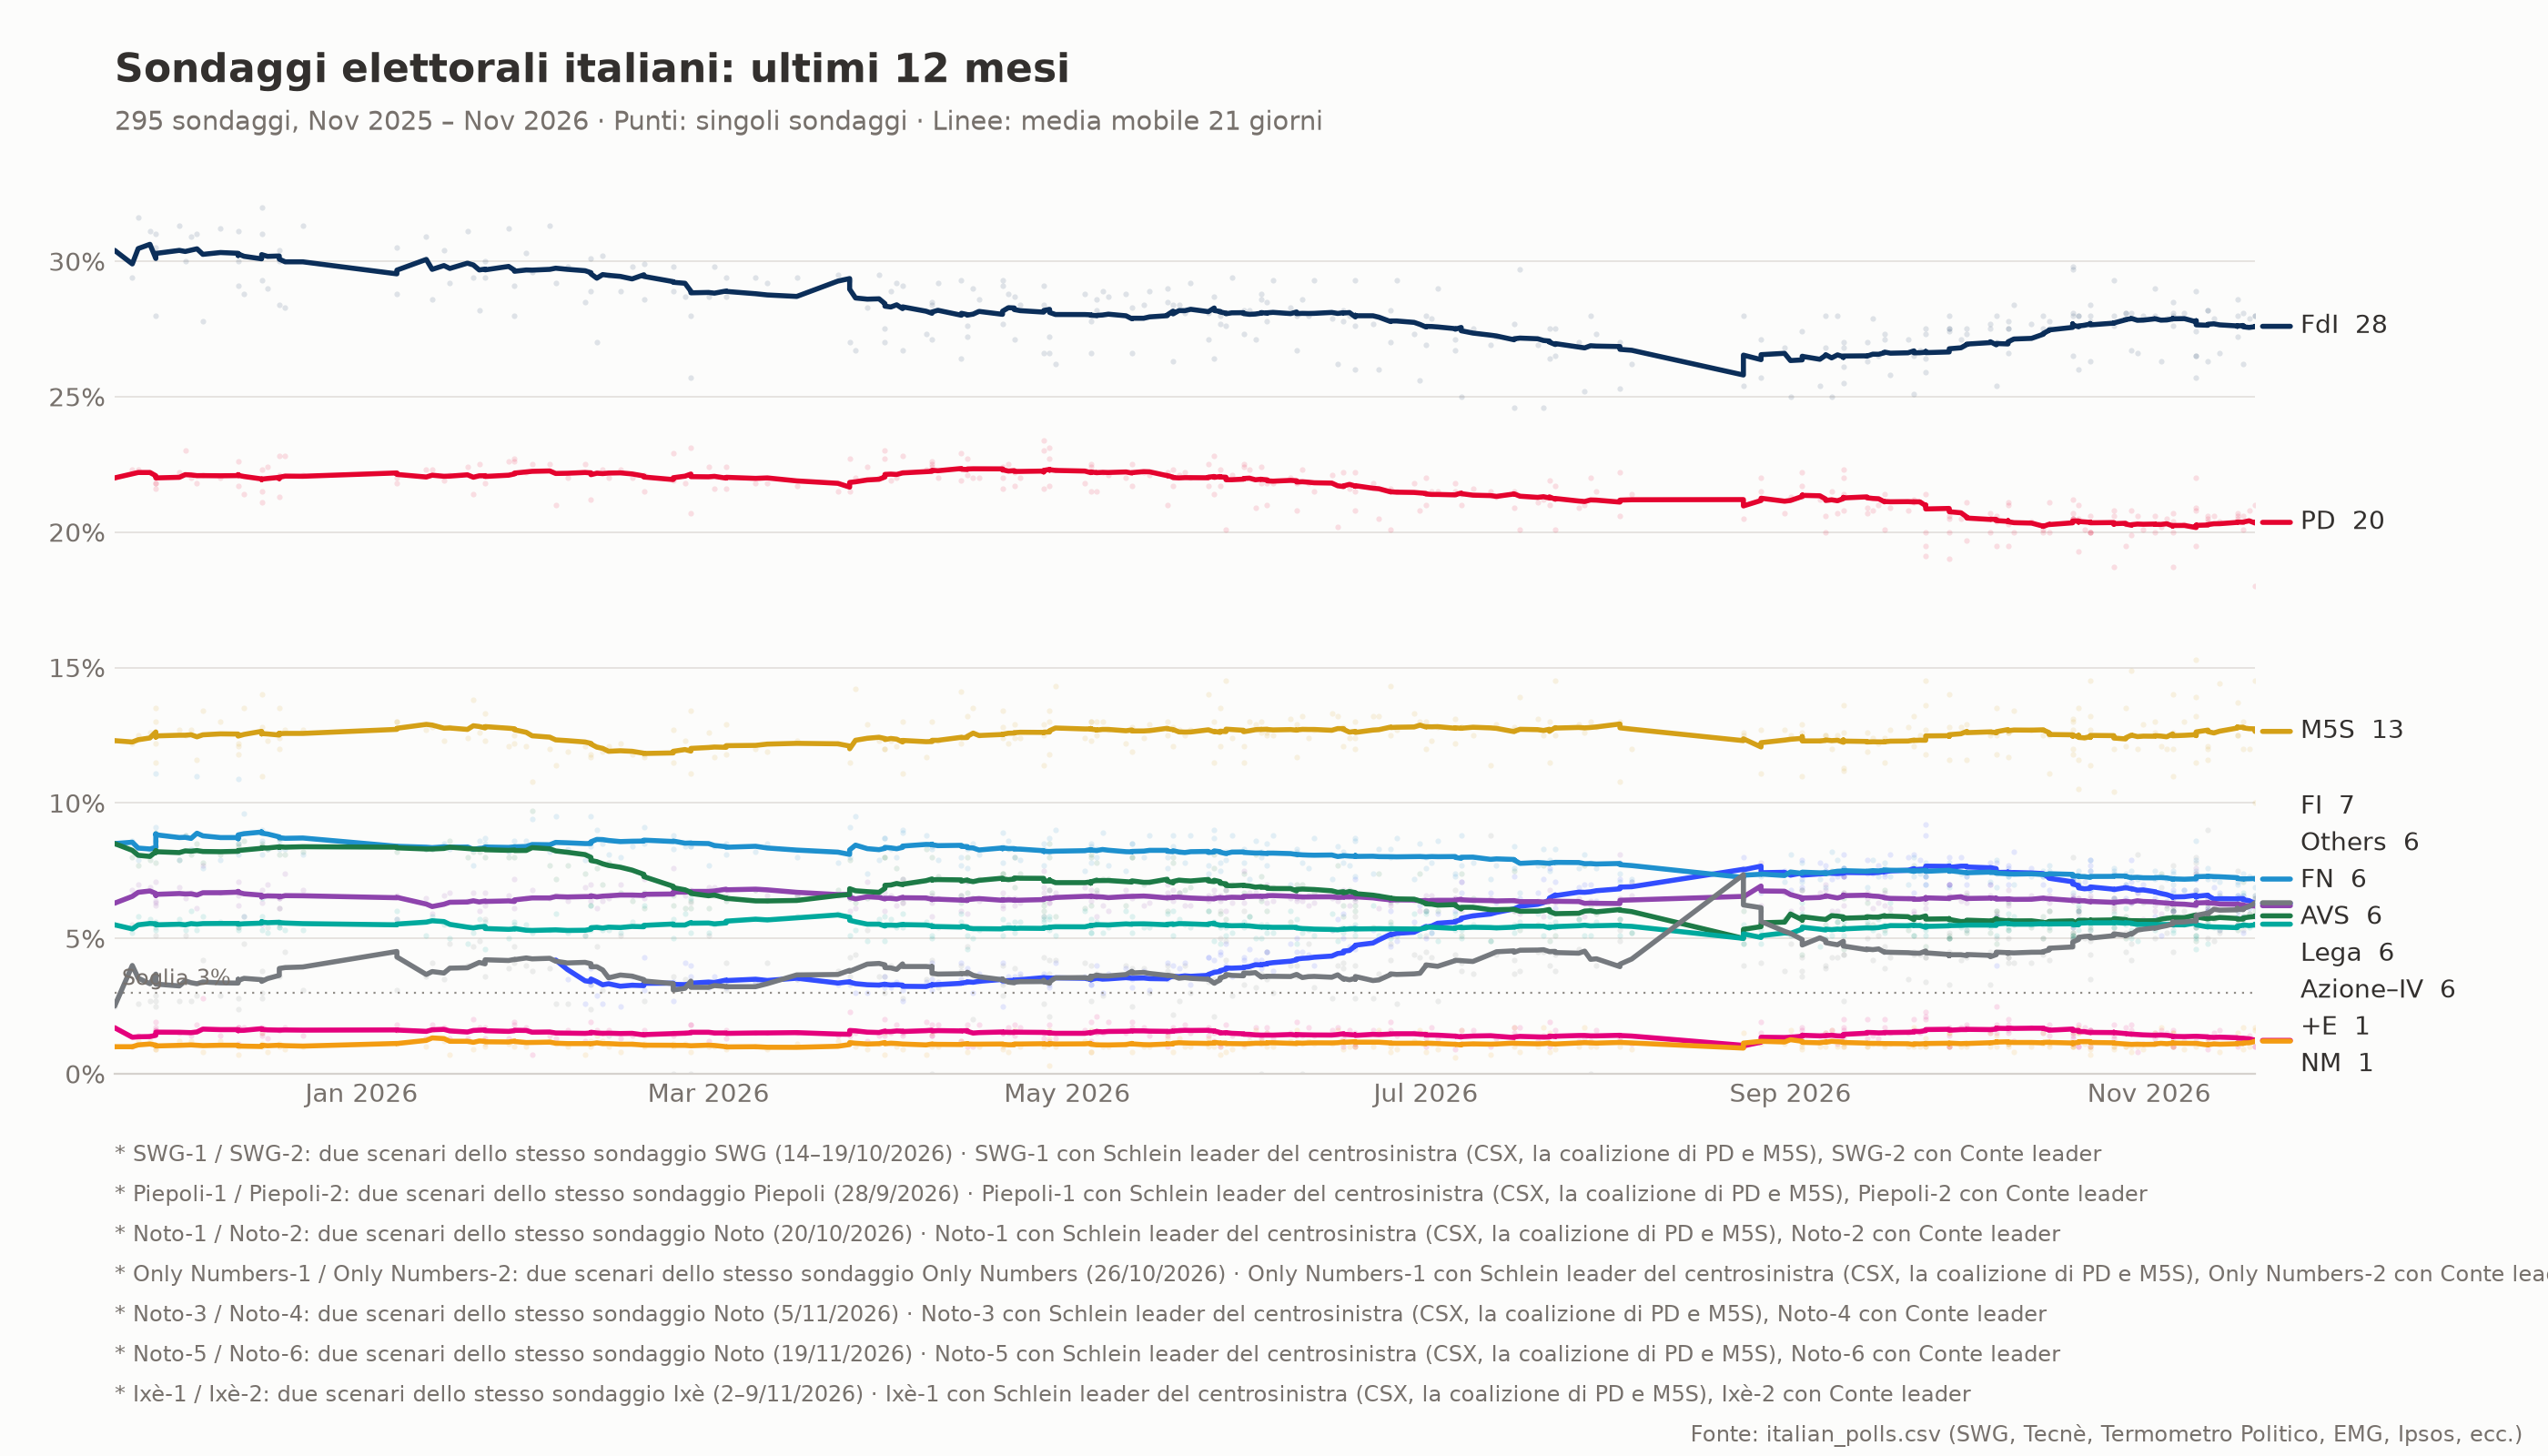 Sondaggi elettorali italiani: ultimi 12 mesi
295 sondaggi, Nov 2025 – Nov 2026 · Punti: singoli sondaggi · Linee: media mobile 21 giorni
30%
25%
20%
15%
10%
5%
0%
Soglia 3%
FdI 28
PD 20
M5S 13
FI 7
Others 6
FN 6
AVS 6
Lega 6
Azione–IV 6
+E 1
NM 1
Jan 2026
Mar 2026
May 2026
Jul 2026
Sep 2026
Nov 2026
* SWG-1 / SWG-2: due scenari dello stesso sondaggio SWG (14–19/10/2026) · SWG-1 con Schlein leader del centrosinistra (CSX, la coalizione di PD e M5S), SWG-2 con Conte leader
* Piepoli-1 / Piepoli-2: due scenari dello stesso sondaggio Piepoli (28/9/2026) · Piepoli-1 con Schlein leader del centrosinistra (CSX, la coalizione di PD e M5S), Piepoli-2 con Conte leader
* Noto-1 / Noto-2: due scenari dello stesso sondaggio Noto (20/10/2026) · Noto-1 con Schlein leader del centrosinistra (CSX, la coalizione di PD e M5S), Noto-2 con Conte leader
* Only Numbers-1 / Only Numbers-2: due scenari dello stesso sondaggio Only Numbers (26/10/2026) · Only Numbers-1 con Schlein leader del centrosinistra (CSX, la coalizione di PD e M5S), Only Numbers-2 con Conte
* Noto-3 / Noto-4: due scenari dello stesso sondaggio Noto (5/11/2026) · Noto-3 con Schlein leader del centrosinistra (CSX, la coalizione di PD e M5S), Noto-4 con Conte leader
* Noto-5 / Noto-6: due scenari dello stesso sondaggio Noto (19/11/2026) · Noto-5 con Schlein leader del centrosinistra (CSX, la coalizione di PD e M5S), Noto-6 con Conte leader
* Ixè-1 / Ixè-2: due scenari dello stesso sondaggio Ixè (2–9/11/2026) · Ixè-1 con Schlein leader del centrosinistra (CSX, la coalizione di PD e M5S), Ixè-2 con Conte leader
Fonte: italian_polls.csv (SWG, Tecnè, Termometro Politico, EMG, Ipsos, ecc.)